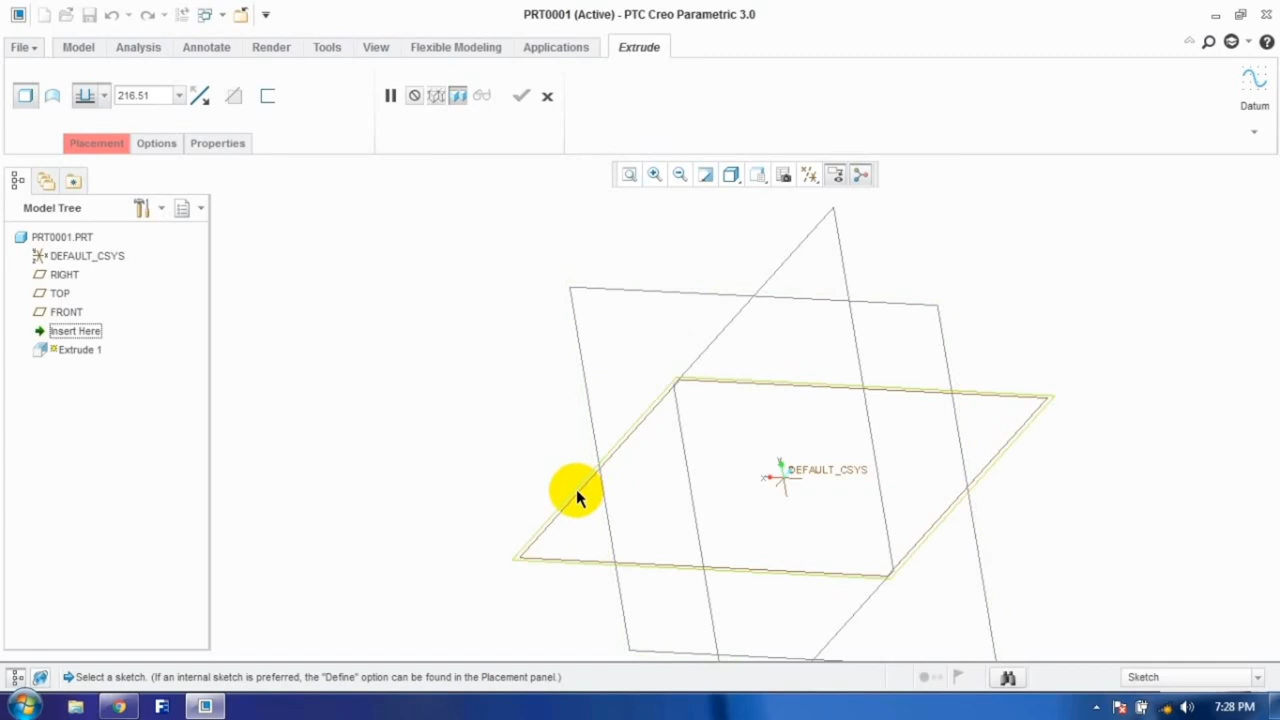 PRT0001 (Active) - PTC Creo Parametric 3.0
File Model Analysis Annotate Render Tools View Flexible Modeling Applications Extrude
216.51
Datum
Placement Options Properties
Model Tree
PRT0001.PRT
DEFAULT_CSYS
RIGHT
TOP
FRONT
Insert Here
Extrude 1
Y
X DEFAULT_CSYS
Select a sketch. (If an internal sketch is preferred, the "Define" option can be found in the Placement panel.)
Sketch
7:28 PM